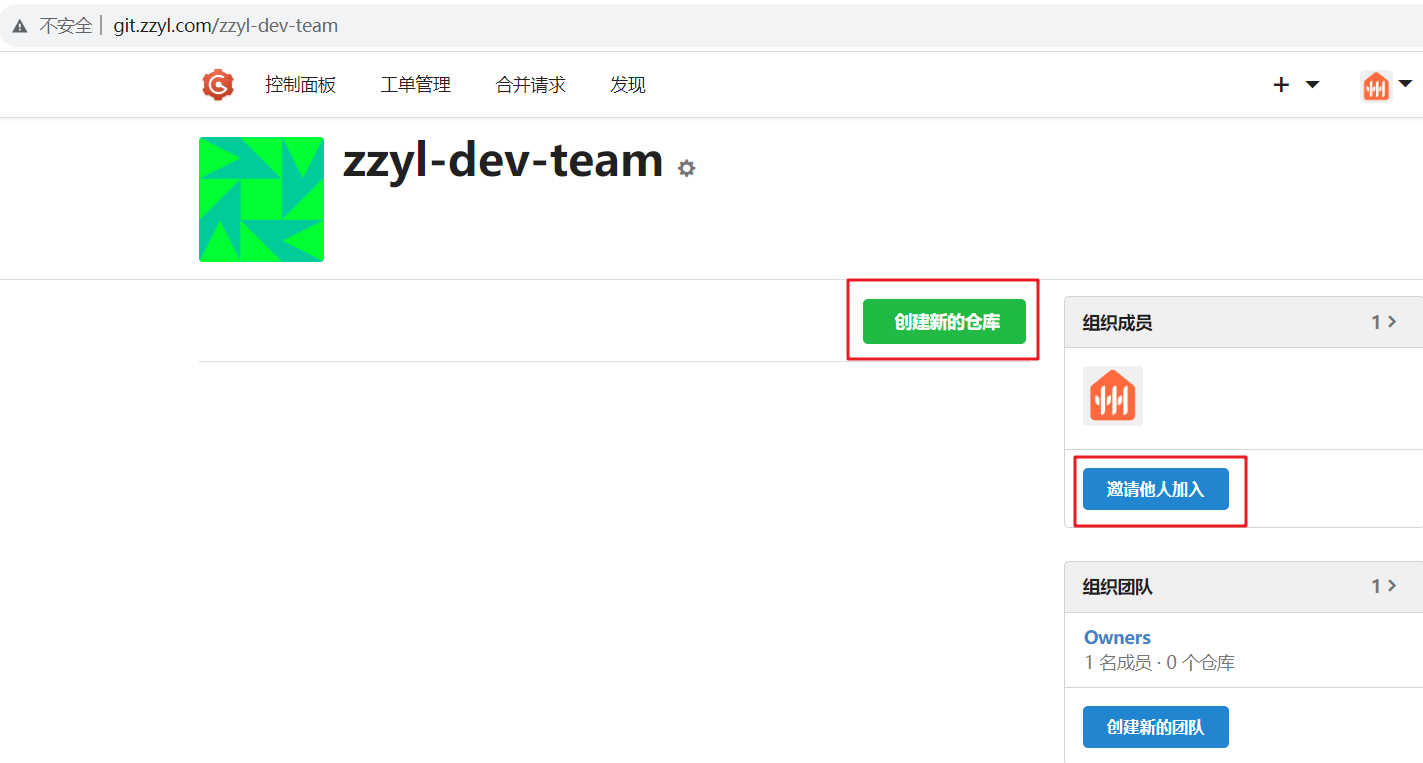 不安全 | git.zzyl.com/zzyl-dev-team
控制面板 工单管理 合并请求 发现
zzyl-dev-team
创建新的仓库
组织成员 1
邀请他人加入
组织团队 1
Owners
1 名成员 · 0 个仓库
创建新的团队